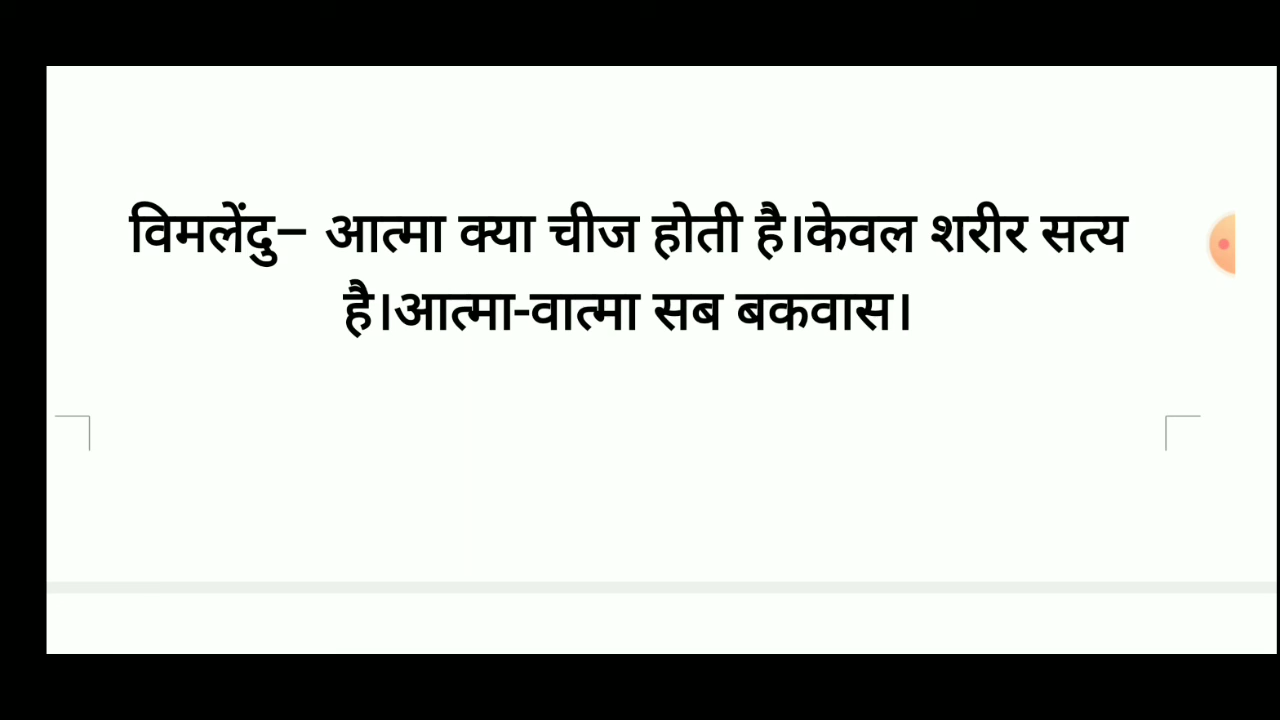 विमलेंदु– आत्मा क्या चीज होती है।केवल शरीर सत्य
है।आत्मा-वात्मा सब बकवास।